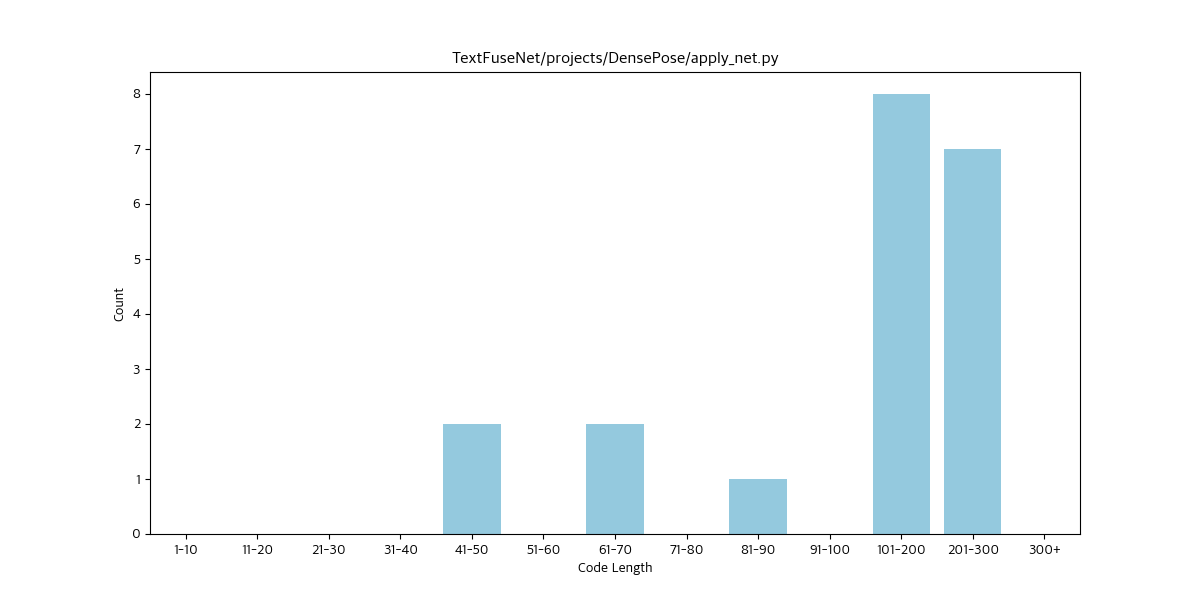 TextFuseNet/projects/DensePose/apply_net.py
8
7
6
5
4
3
2
1
0
Count
1-10 11-20 21-30 31-40 41-50 51-60 61-70 71-80 81-90 91-100 101-200 201-300 300+
Code Length